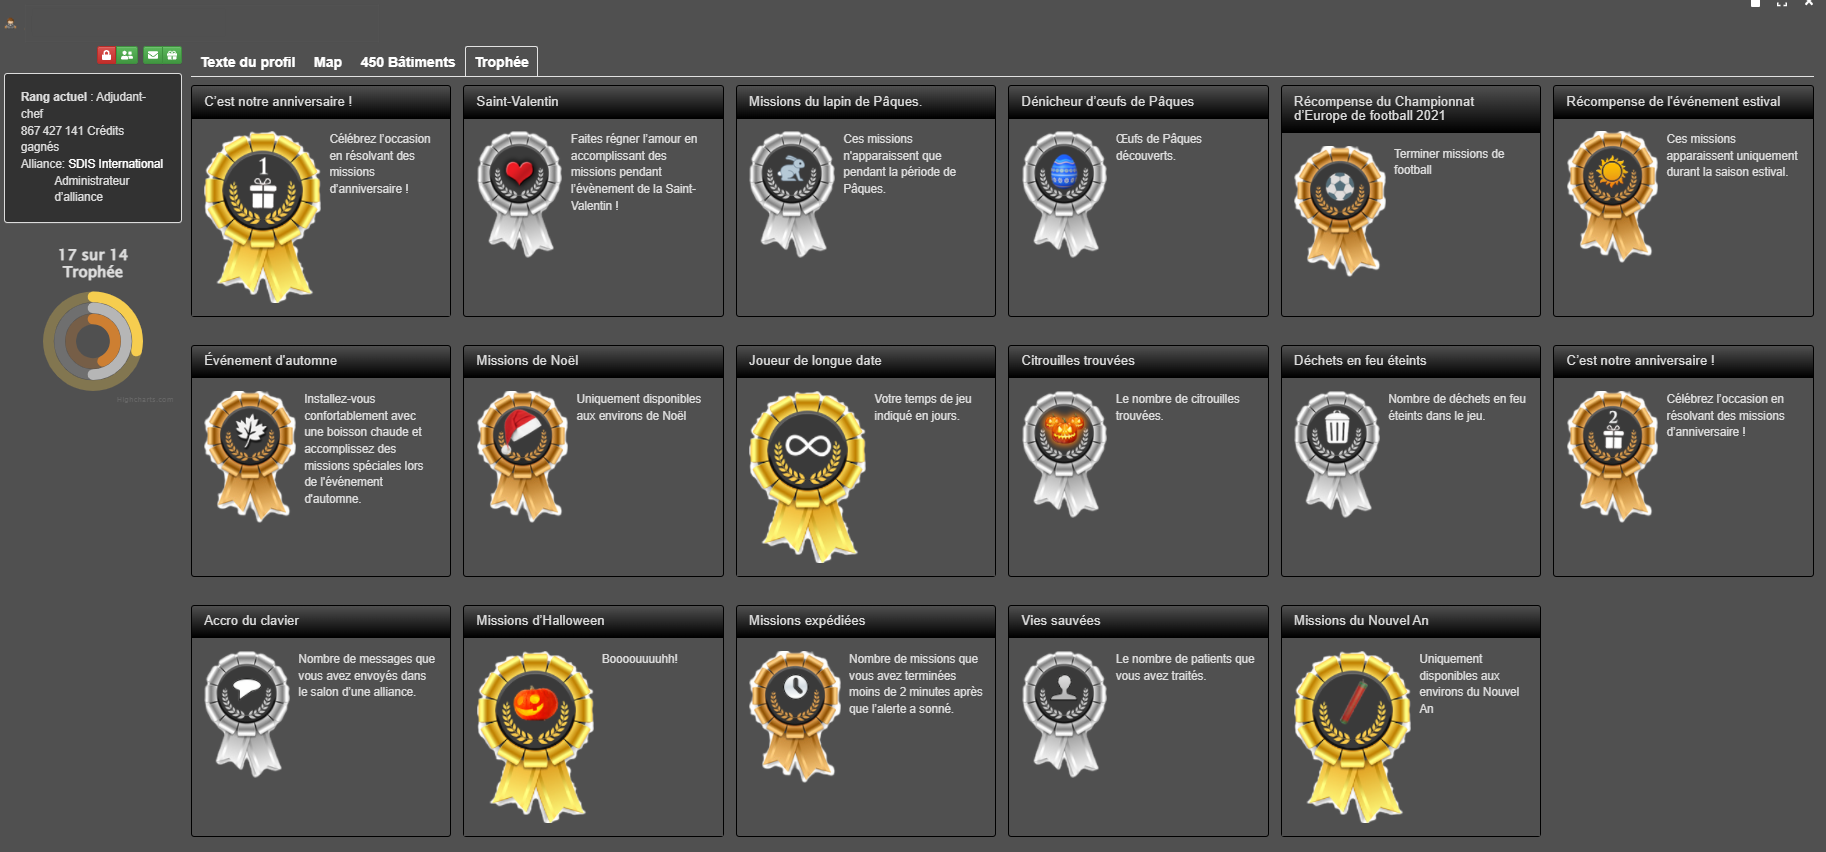 Texte du profil
Map
450 Bâtiments
Trophée
Rang actuel : Adjudant-
chef
867 427 141 Crédits
gagnés
Alliance: SDIS International
Administrateur
d'alliance
17 sur 14
Trophée
Highcharts.com
C'est notre anniversaire !
1
Célébrez l'occasion
en résolvant des
missions
d'anniversaire !
Saint-Valentin
Faites régner l'amour en
accomplissant des
missions pendant
l'évènement de la Saint-
Valentin !
Missions du lapin de Pâques.
Ces missions
n'apparaissent que
pendant la période de
Pâques.
Dénicheur d'œufs de Pâques
Œufs de Pâques
découverts.
Récompense du Championnat
d'Europe de football 2021
Terminer missions de
football
Récompense de l'événement estival
Ces missions
apparaissent uniquement
durant la saison estival.
Événement d'automne
Installez-vous
confortablement avec
une boisson chaude et
accomplissez des
missions spéciales lors
de l'événement
d'automne.
Missions de Noël
Uniquement disponibles
aux environs de Noël
Joueur de longue date
Votre temps de jeu
indiqué en jours.
Citrouilles trouvées
Le nombre de citrouilles
trouvées.
Déchets en feu éteints
Nombre de déchets en feu
éteints dans le jeu.
C'est notre anniversaire !
2
Célébrez l'occasion en
résolvant des missions
d'anniversaire !
Accro du clavier
Nombre de messages que
vous avez envoyés dans
le salon d'une alliance.
Missions d'Halloween
Boooouuuuhh!
Missions expédiées
Nombre de missions que
vous avez terminées
moins de 2 minutes après
que l'alerte a sonné.
Vies sauvées
Le nombre de patients que
vous avez traités.
Missions du Nouvel An
Uniquement
disponibles aux
environs du Nouvel
An